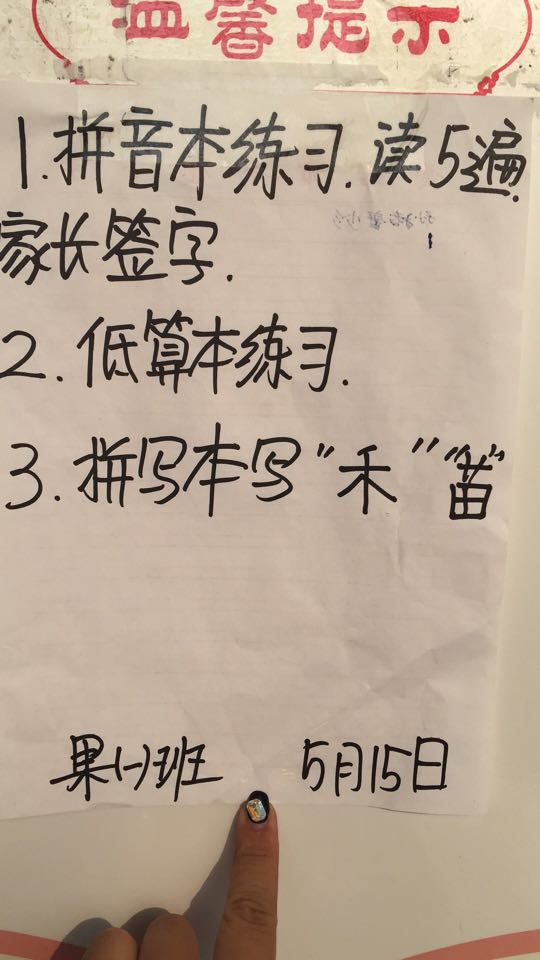 温馨提示
1.拼音本练习.读5遍.
家长签字.
2.低算本练习.
3.拼写本写“禾”“苗”
果(一)班 5月15日